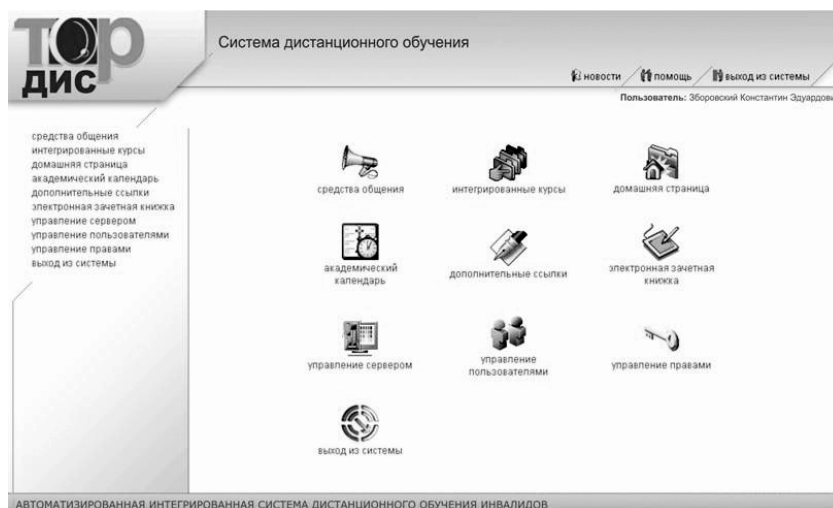 ТОР
ДИС
Система дистанционного обучения
новости
помощь
выход из системы
Пользователь: Зборовский Константин Эдуардови
средства общения
интегрированные курсы
домашняя страница
академический календарь
дополнительные ссылки
электронная зачетная книжка
управление сервером
управление пользователями
управление правами
выход из системы
средства общения
интегрированные курсы
домашняя страница
академический
календарь
дополнительные ссылки
электронная зачетная
книжка
управление сервером
управление
пользователями
управление правами
выход из системы
АВТОМАТИЗИРОВАННАЯ ИНТЕГРИРОВАННАЯ СИСТЕМА ДИСТАНЦИОННОГО ОБУЧЕНИЯ ИНВАЛИДОВ